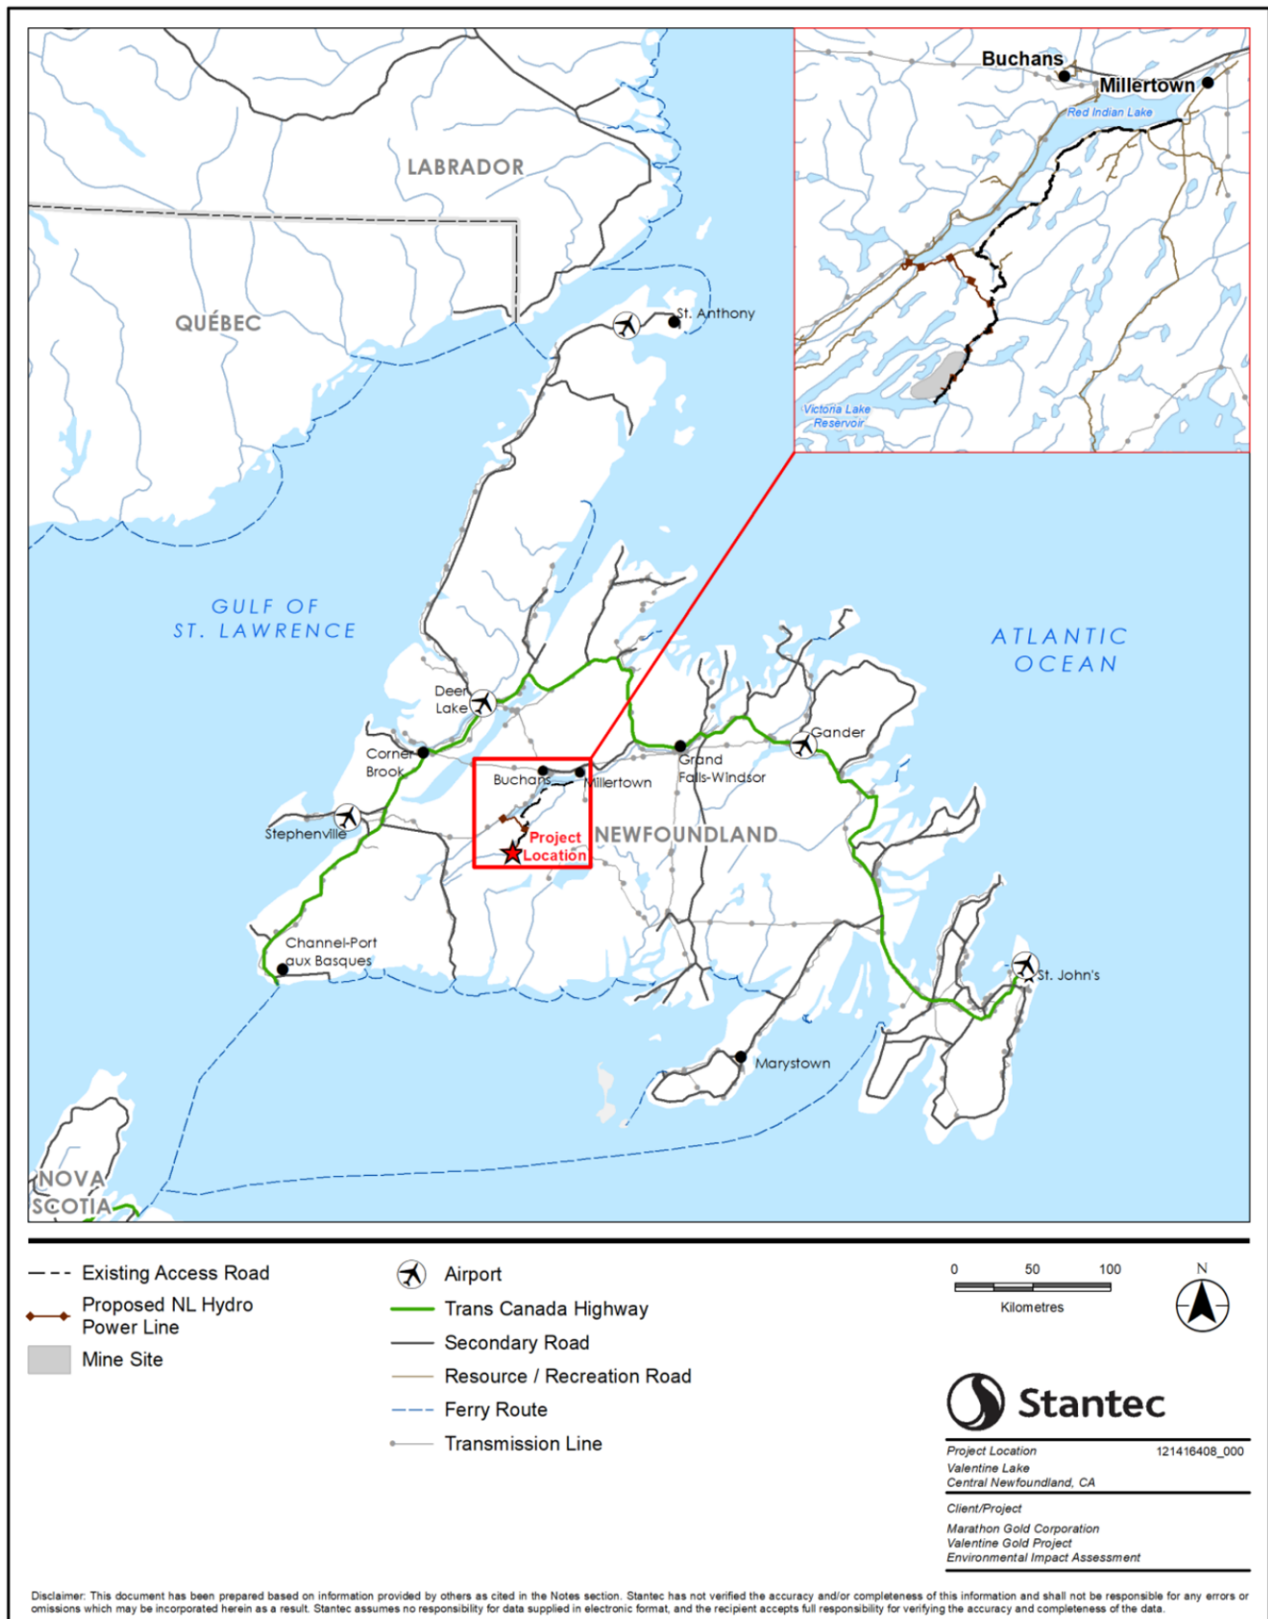 Buchans
Millertown
Red Indian Lake
Victoria Lake
Reservoir
LABRADOR
QUÉBEC
St. Anthony
GULF OF
ST. LAWRENCE
ATLANTIC
OCEAN
Deer
Lake
Corner
Brook
Gander
Grand
Falls-Windsor
Buchans
Millertown
Stephenville
NEWFOUNDLAND
Project
Location
Channel-Port
aux Basques
St. John's
Marystown
NOVA
SCOTIA
Existing Access Road
Proposed NL Hydro
Power Line
Mine Site
Airport
Trans Canada Highway
Secondary Road
Resource / Recreation Road
Ferry Route
Transmission Line
0 50 100
Kilometres
N
Stantec
Project Location 121416408_000
Valentine Lake
Central Newfoundland, CA
Client/Project
Marathon Gold Corporation
Valentine Gold Project
Environmental Impact Assessment
Disclaimer: This document has been prepared based on information provided by others as cited in the Notes section. Stantec has not verified the accuracy and/or completeness of this information and shall not be responsible for any errors or
omissions which may be incorporated herein as a result. Stantec assumes no responsibility for data supplied in electronic format, and the recipient accepts full responsibility for verifying the accuracy and completeness of the data.